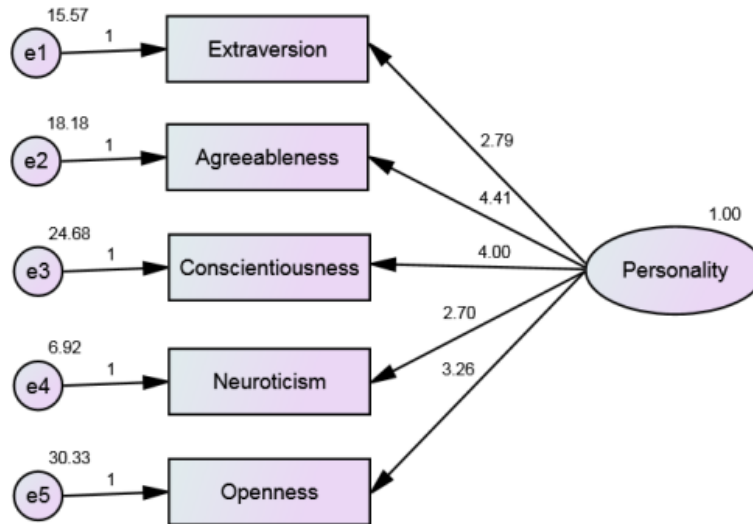 15.57
e1
1
Extraversion
2.79
18.18
e2
1
Agreeableness
4.41
24.68
e3
1
Conscientiousness
4.00
1.00
Personality
6.92
e4
1
Neuroticism
2.70
30.33
e5
1
Openness
3.26